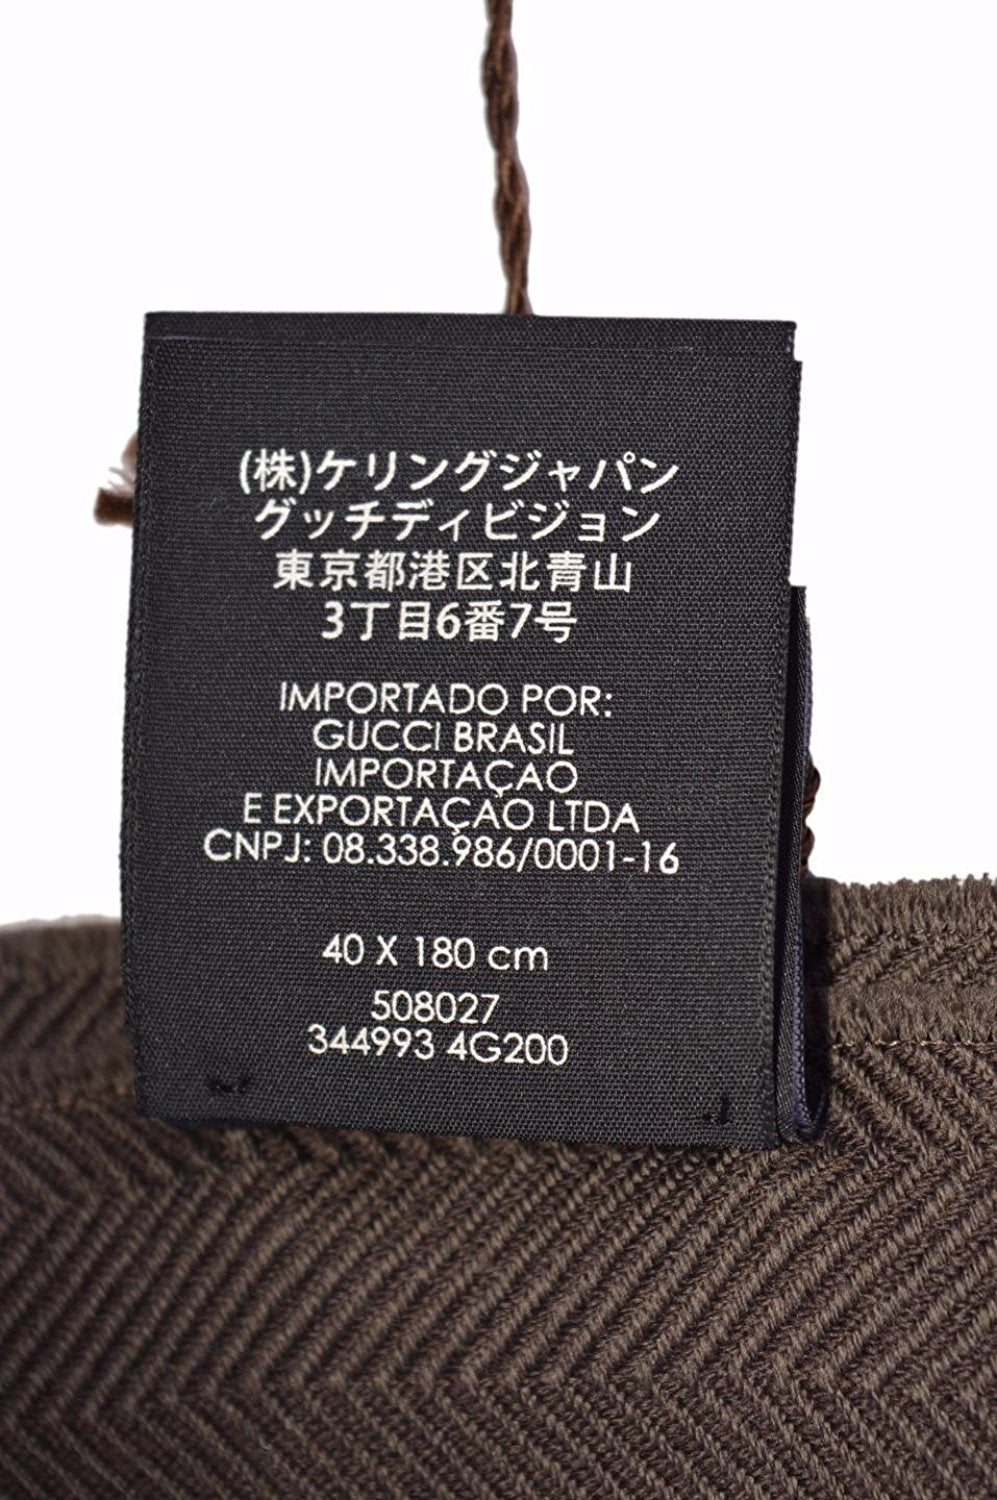 (株)ケリングジャパン
グッチディビジョン
東京都港区北青山
3丁目6番7号
IMPORTADO POR:
GUCCI BRASIL
IMPORTAÇAO
E EXPORTAÇAO LTDA
CNPJ: 08.338.986/0001-16
40 X 180 cm
508027
344993 4G200